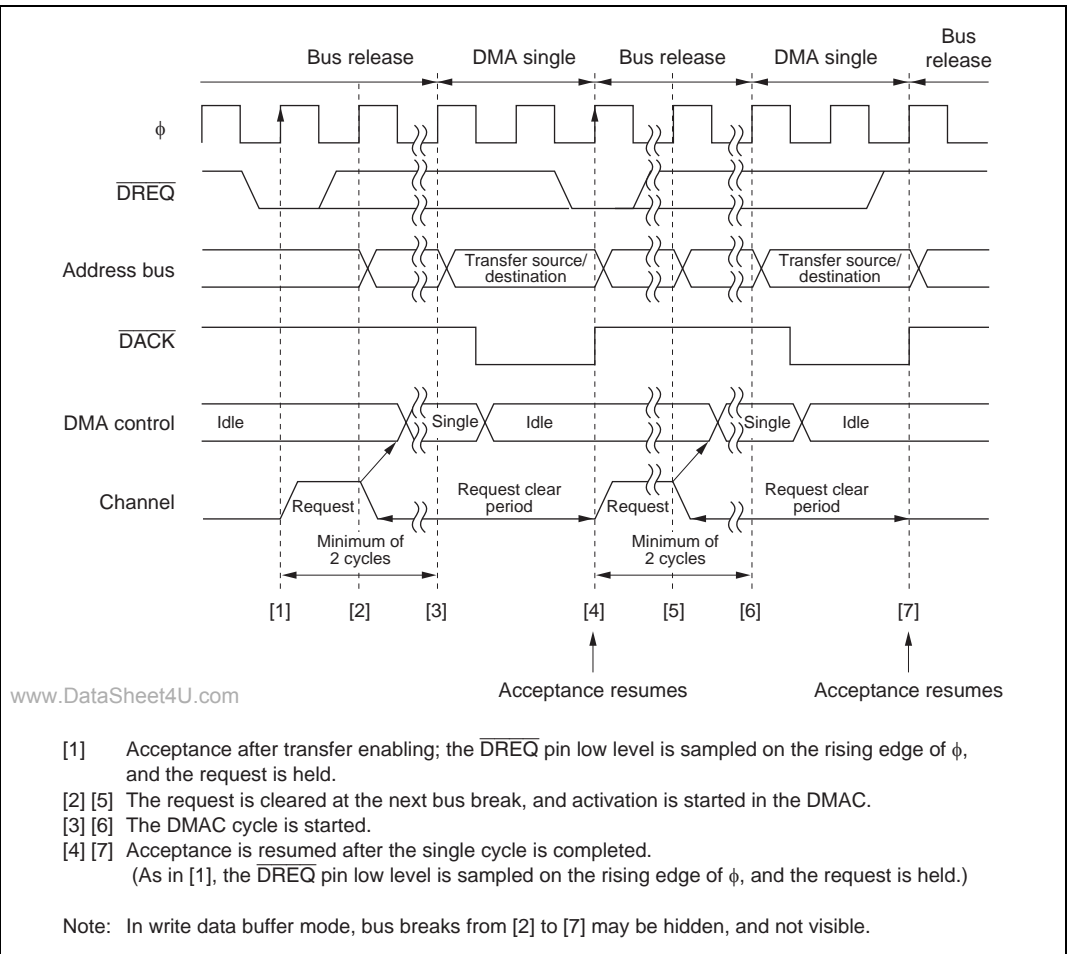 Bus release DMA single Bus release DMA single Bus release
φ
DREQ
Address bus
Transfer source/ destination
Transfer source/ destination
DACK
DMA control
Idle Single Idle Single Idle
Channel
Request
Request clear period
Request
Request clear period
Minimum of 2 cycles
Minimum of 2 cycles
[1] [2] [3] [4] [5] [6] [7]
Acceptance resumes Acceptance resumes
www.DataSheet4U.com
[1] Acceptance after transfer enabling; the DREQ pin low level is sampled on the rising edge of φ,
and the request is held.
[2] [5] The request is cleared at the next bus break, and activation is started in the DMAC.
[3] [6] The DMAC cycle is started.
[4] [7] Acceptance is resumed after the single cycle is completed.
(As in [1], the DREQ pin low level is sampled on the rising edge of φ, and the request is held.)
Note: In write data buffer mode, bus breaks from [2] to [7] may be hidden, and not visible.